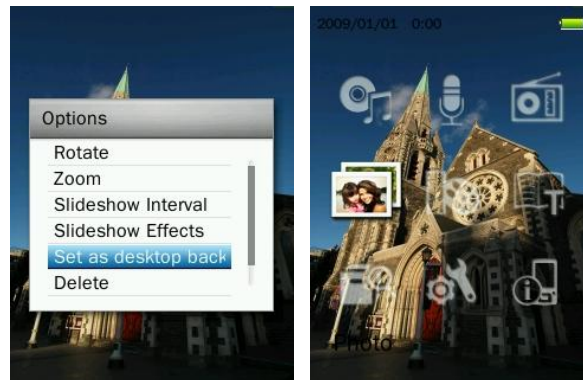 Options
Rotate
Zoom
Slideshow Interval
Slideshow Effects
Set as desktop back
Delete
2009/01/01 0:00
Photo